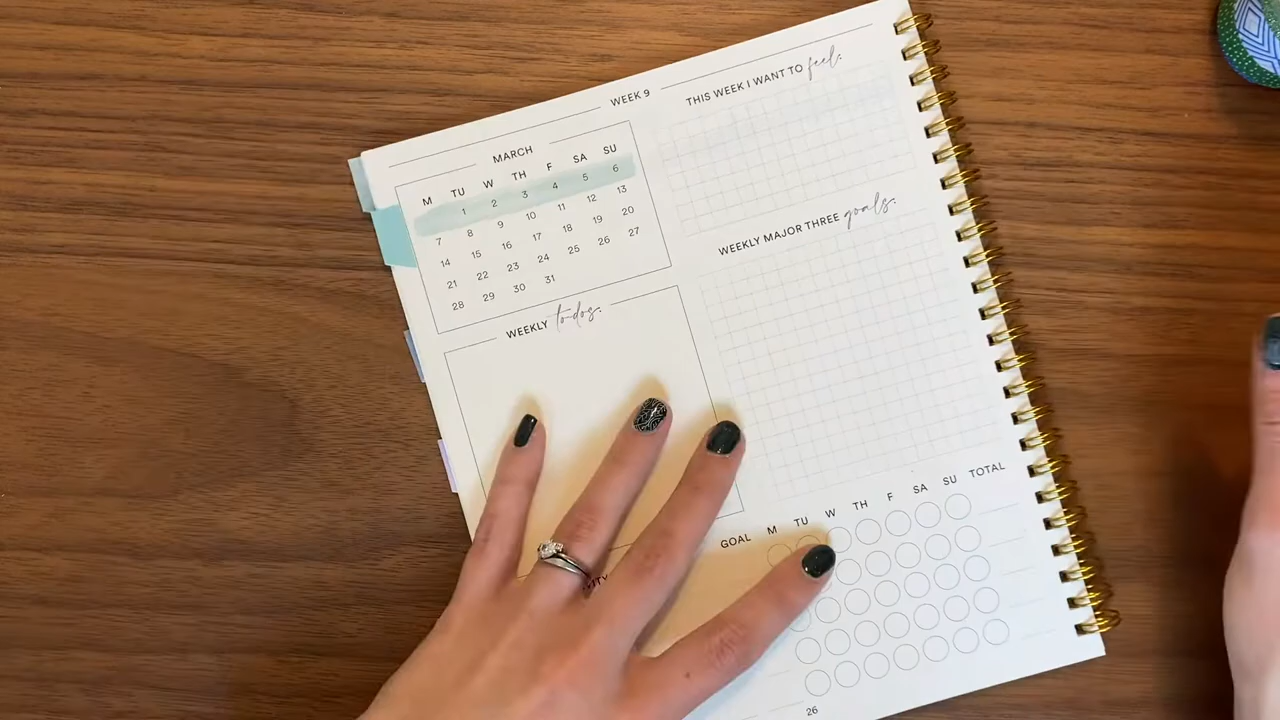 WEEK 9
MARCH
M TU W TH F SA SU
1 2 3 4 5 6
7 8 9 10 11 12 13
14 15 16 17 18 19 20
21 22 23 24 25 26 27
28 29 30 31
WEEKLY to-dos:
THIS WEEK I WANT TO feel:
WEEKLY MAJOR THREE goals:
GOAL M TU W TH F SA SU TOTAL
26